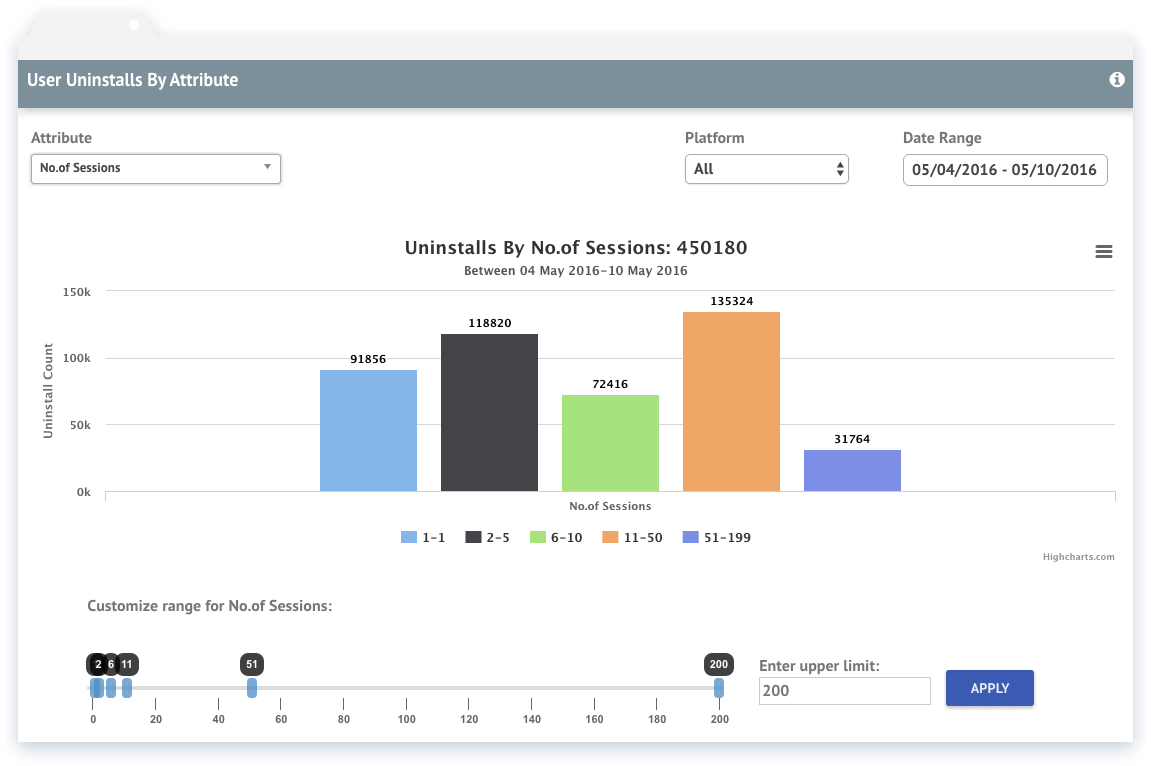 User Uninstalls By Attribute
Attribute
Platform
Date Range
No.of Sessions
All
05/04/2016 - 05/10/2016
Uninstalls By No.of Sessions: 450180
Between 04 May 2016-10 May 2016
Uninstall Count
150k
100k
50k
0k
91856
118820
72416
135324
31764
No.of Sessions
1-1
2-5
6-10
11-50
51-199
Highcharts.com
Customize range for No.of Sessions:
2
6
11
51
200
0
20
40
60
80
100
120
140
160
180
200
Enter upper limit:
200
APPLY